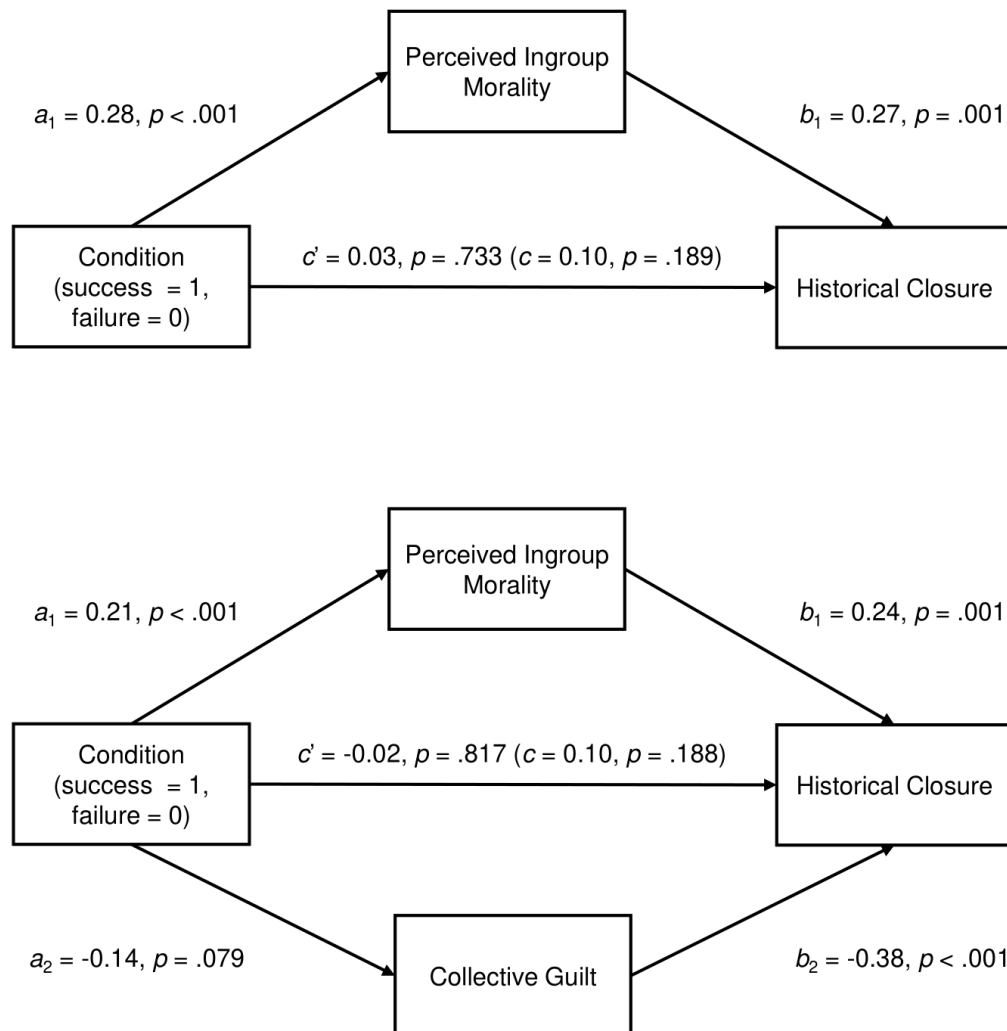 Perceived Ingroup
Morality
a₁ = 0.28, p < .001
b₁ = 0.27, p = .001
Condition
(success = 1,
failure = 0)
c' = 0.03, p = .733 (c = 0.10, p = .189)
Historical Closure
Perceived Ingroup
Morality
a₁ = 0.21, p < .001
b₁ = 0.24, p = .001
Condition
(success = 1,
failure = 0)
c' = -0.02, p = .817 (c = 0.10, p = .188)
Historical Closure
a₂ = -0.14, p = .079
Collective Guilt
b₂ = -0.38, p < .001